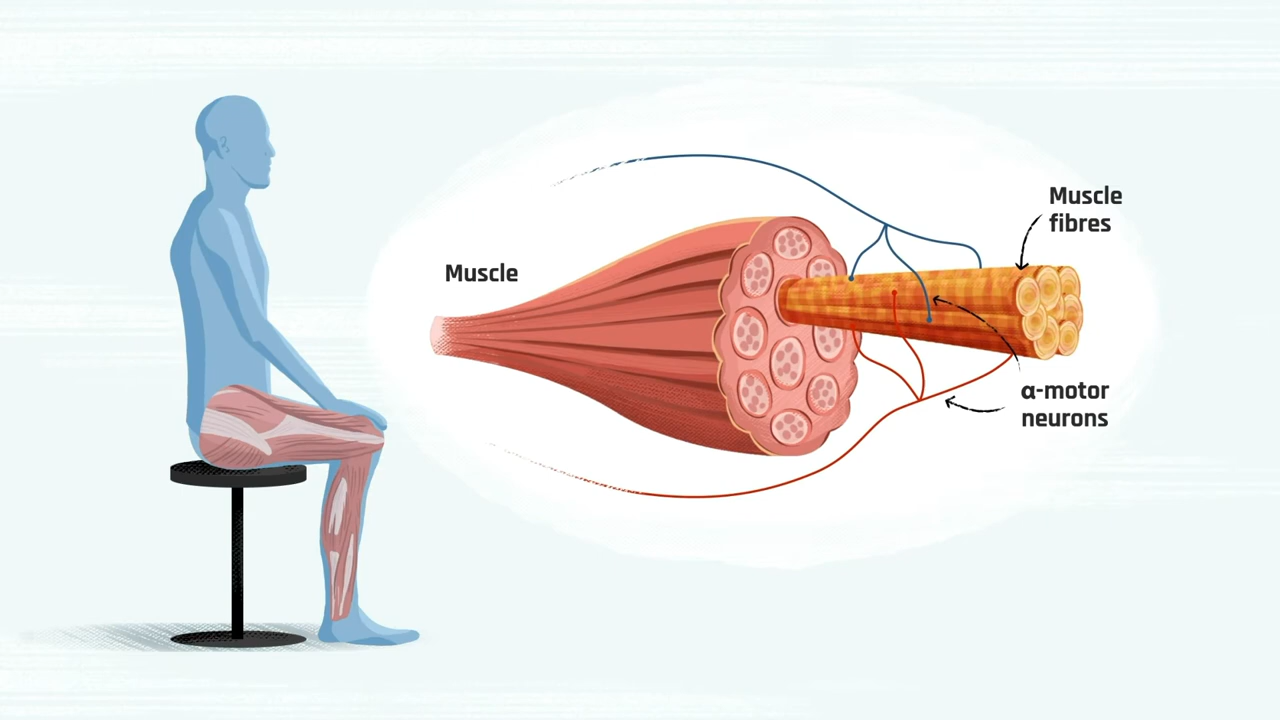 Muscle
fibres
Muscle
α-motor
neurons